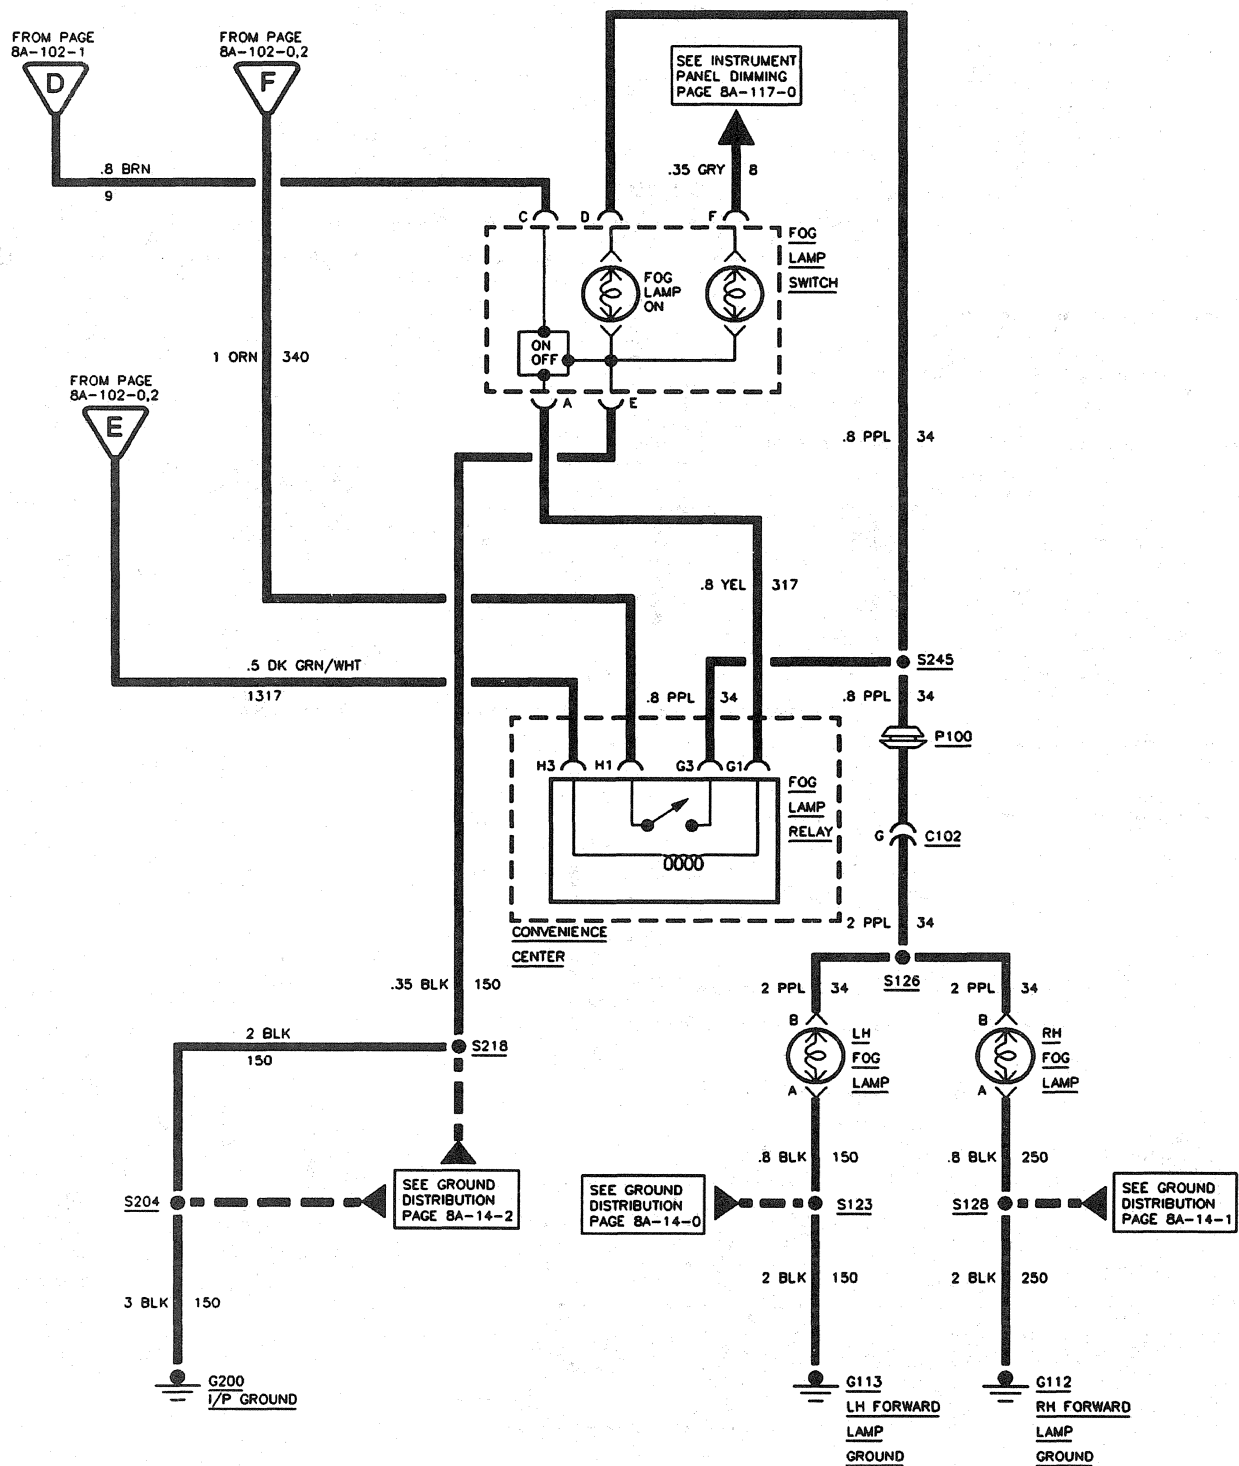 FROM PAGE
8A-102-1
D
FROM PAGE
8A-102-0,2
F
SEE INSTRUMENT
PANEL DIMMING
PAGE 8A-117-0
.8 BRN
9
.35 GRY 8
C
D
F
FOG
LAMP
SWITCH
FOG
LAMP
ON
ON
OFF
1 ORN 340
FROM PAGE
8A-102-0,2
E
A
E
.8 PPL 34
.8 YEL 317
.5 DK GRN/WHT
1317
S245
.8 PPL 34
.8 PPL 34
P100
H3
H1
G3
G1
FOG
LAMP
RELAY
G
C102
CONVENIENCE
CENTER
2 PPL 34
S126
.35 BLK 150
2 PPL 34
2 PPL 34
B
LH
FOG
LAMP
A
B
RH
FOG
LAMP
A
2 BLK
150
S218
.8 BLK 150
.8 BLK 250
S204
SEE GROUND
DISTRIBUTION
PAGE 8A-14-2
SEE GROUND
DISTRIBUTION
PAGE 8A-14-0
S123
S128
SEE GROUND
DISTRIBUTION
PAGE 8A-14-1
3 BLK 150
2 BLK 150
2 BLK 250
G200
I/P GROUND
G113
LH FORWARD
LAMP
GROUND
G112
RH FORWARD
LAMP
GROUND